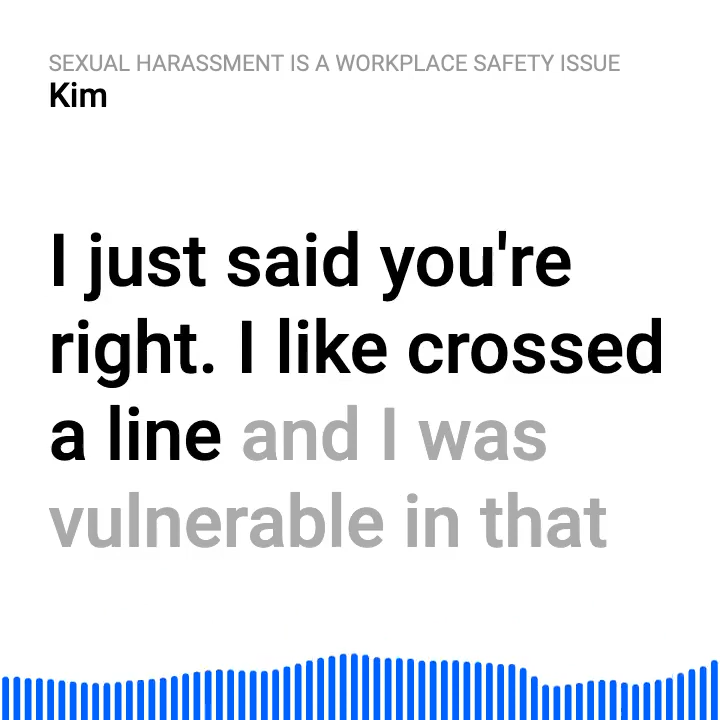 SEXUAL HARASSMENT IS A WORKPLACE SAFETY ISSUE
Kim
I just said you're
right. I like crossed
a line and I was
vulnerable in that